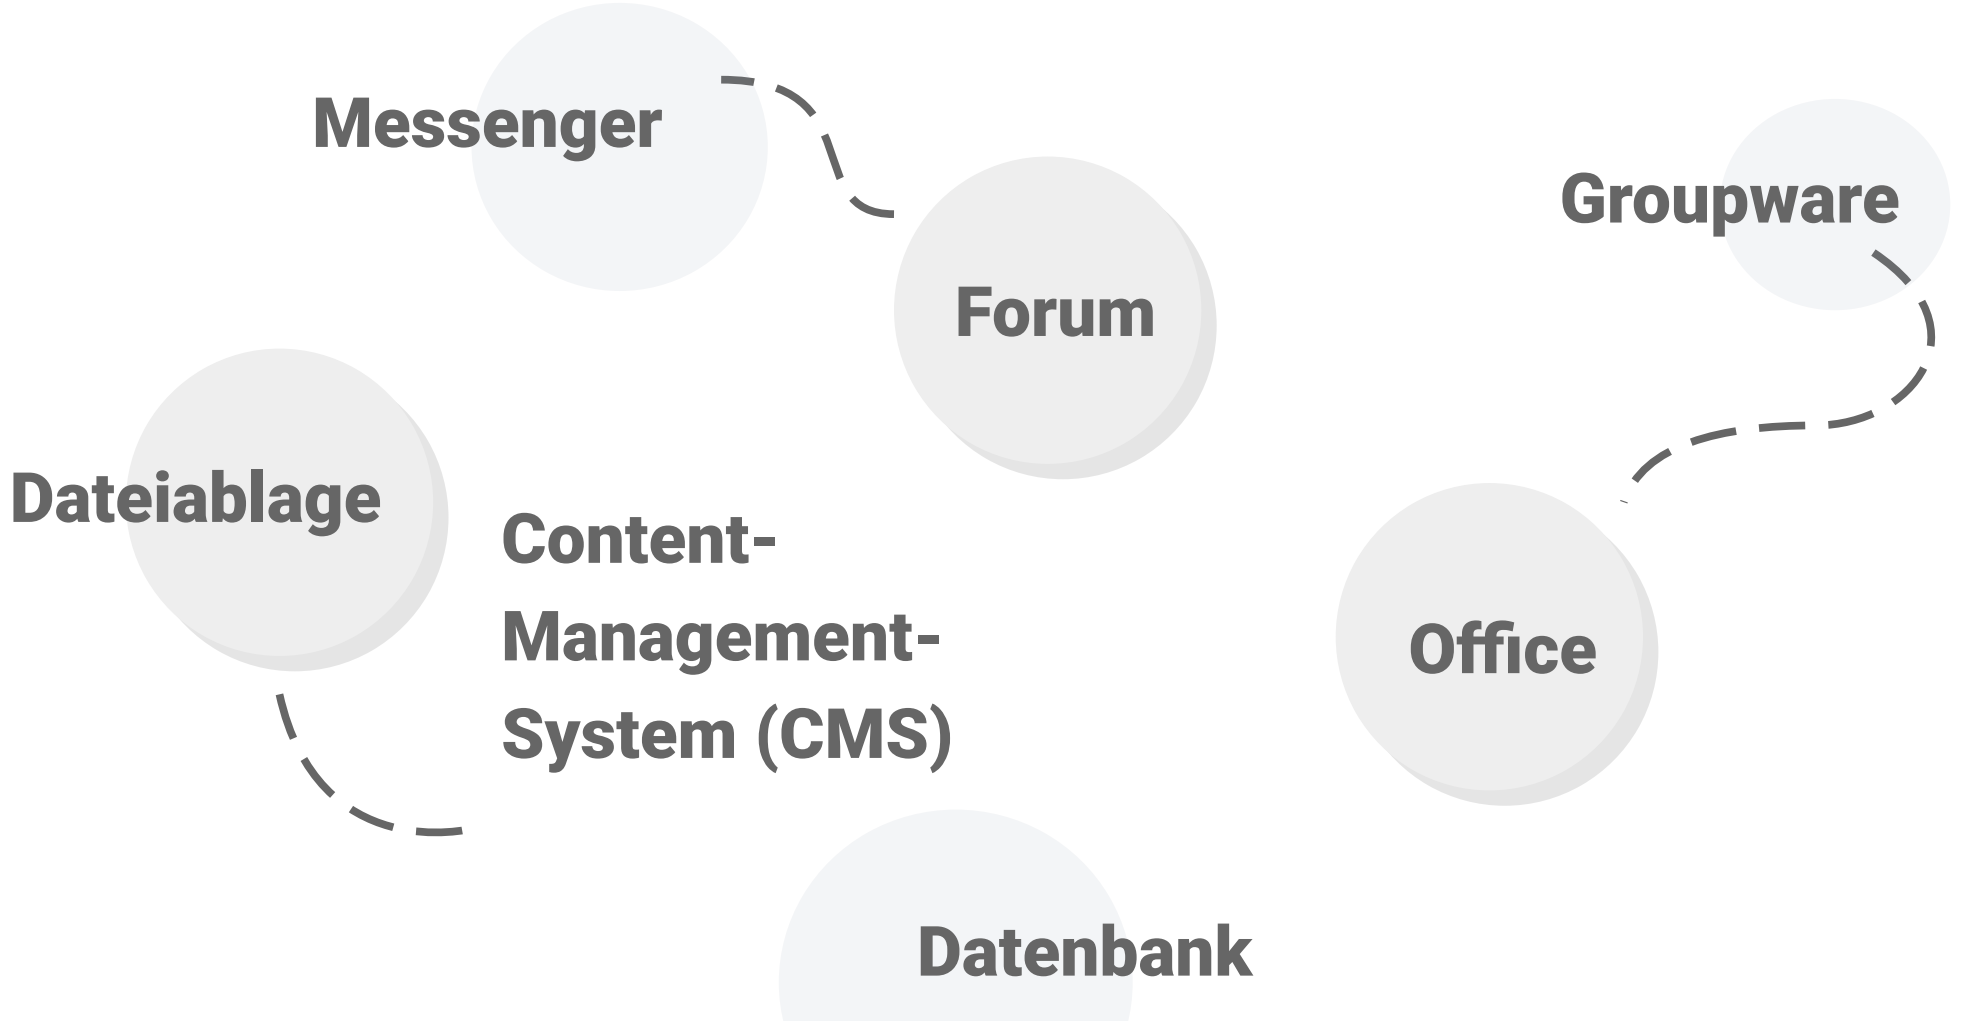 Messenger
Groupware
Forum
Dateiablage
Content-
Management-
System (CMS)
Office
Datenbank